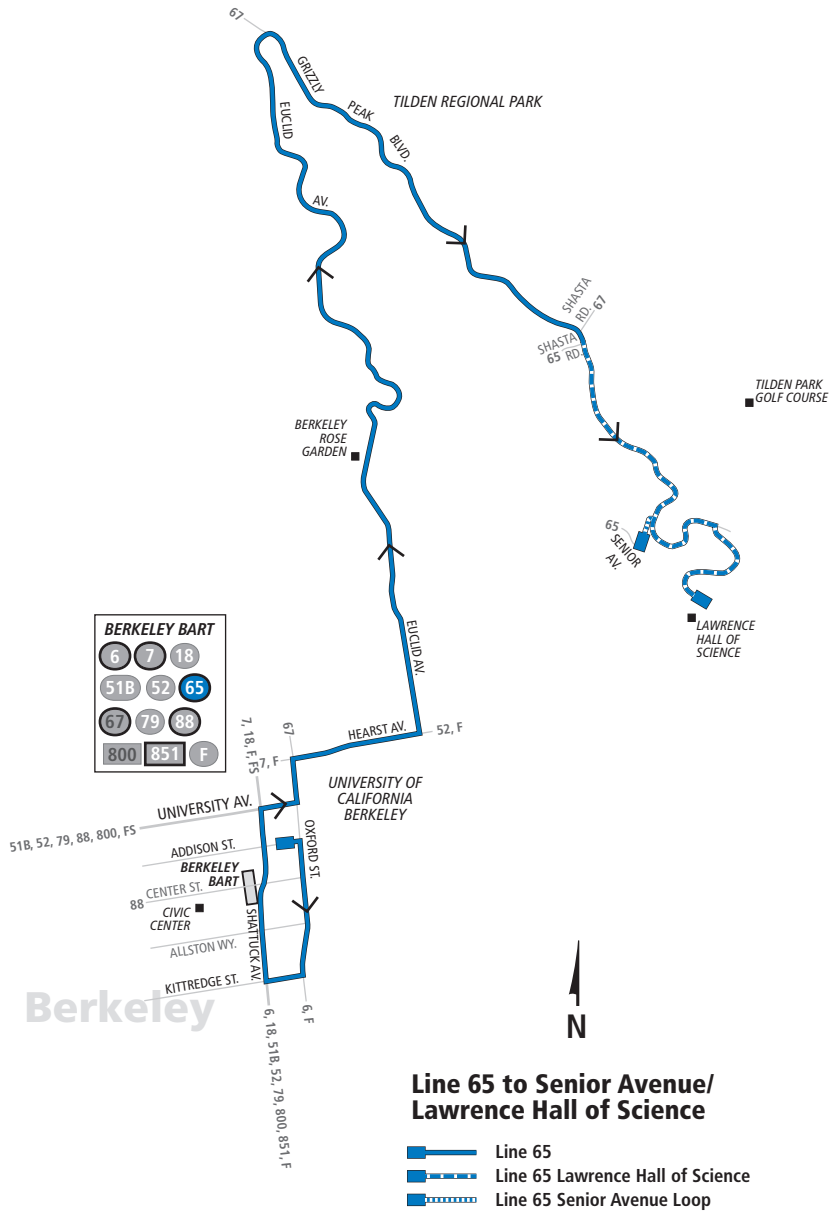 67
GRIZZLY
PEAK
BLVD.
TILDEN REGIONAL PARK
EUCLID
AV.
SHASTA
RD. 67
SHASTA
65 RD.
TILDEN PARK
GOLF COURSE
BERKELEY
ROSE
GARDEN
65
SENIOR
AV.
LAWRENCE
HALL OF
SCIENCE
EUCLID AV.
BERKELEY BART
6 7 18
51B 52 65
67 79 88
800 851 F
7, 18, F, FS
67
HEARST AV.
52, F
7, F
UNIVERSITY OF
CALIFORNIA
BERKELEY
UNIVERSITY AV.
51B, 52, 79, 88, 800, FS
ADDISON ST.
OXFORD ST.
BERKELEY
BART
CENTER ST.
88
CIVIC
CENTER
SHATTUCK AV.
ALLSTON WY.
KITTREDGE ST.
Berkeley
6, 18, 51B, 52, 79, 800, 851, F
6, F
N
Line 65 to Senior Avenue/
Lawrence Hall of Science
Line 65
Line 65 Lawrence Hall of Science
Line 65 Senior Avenue Loop